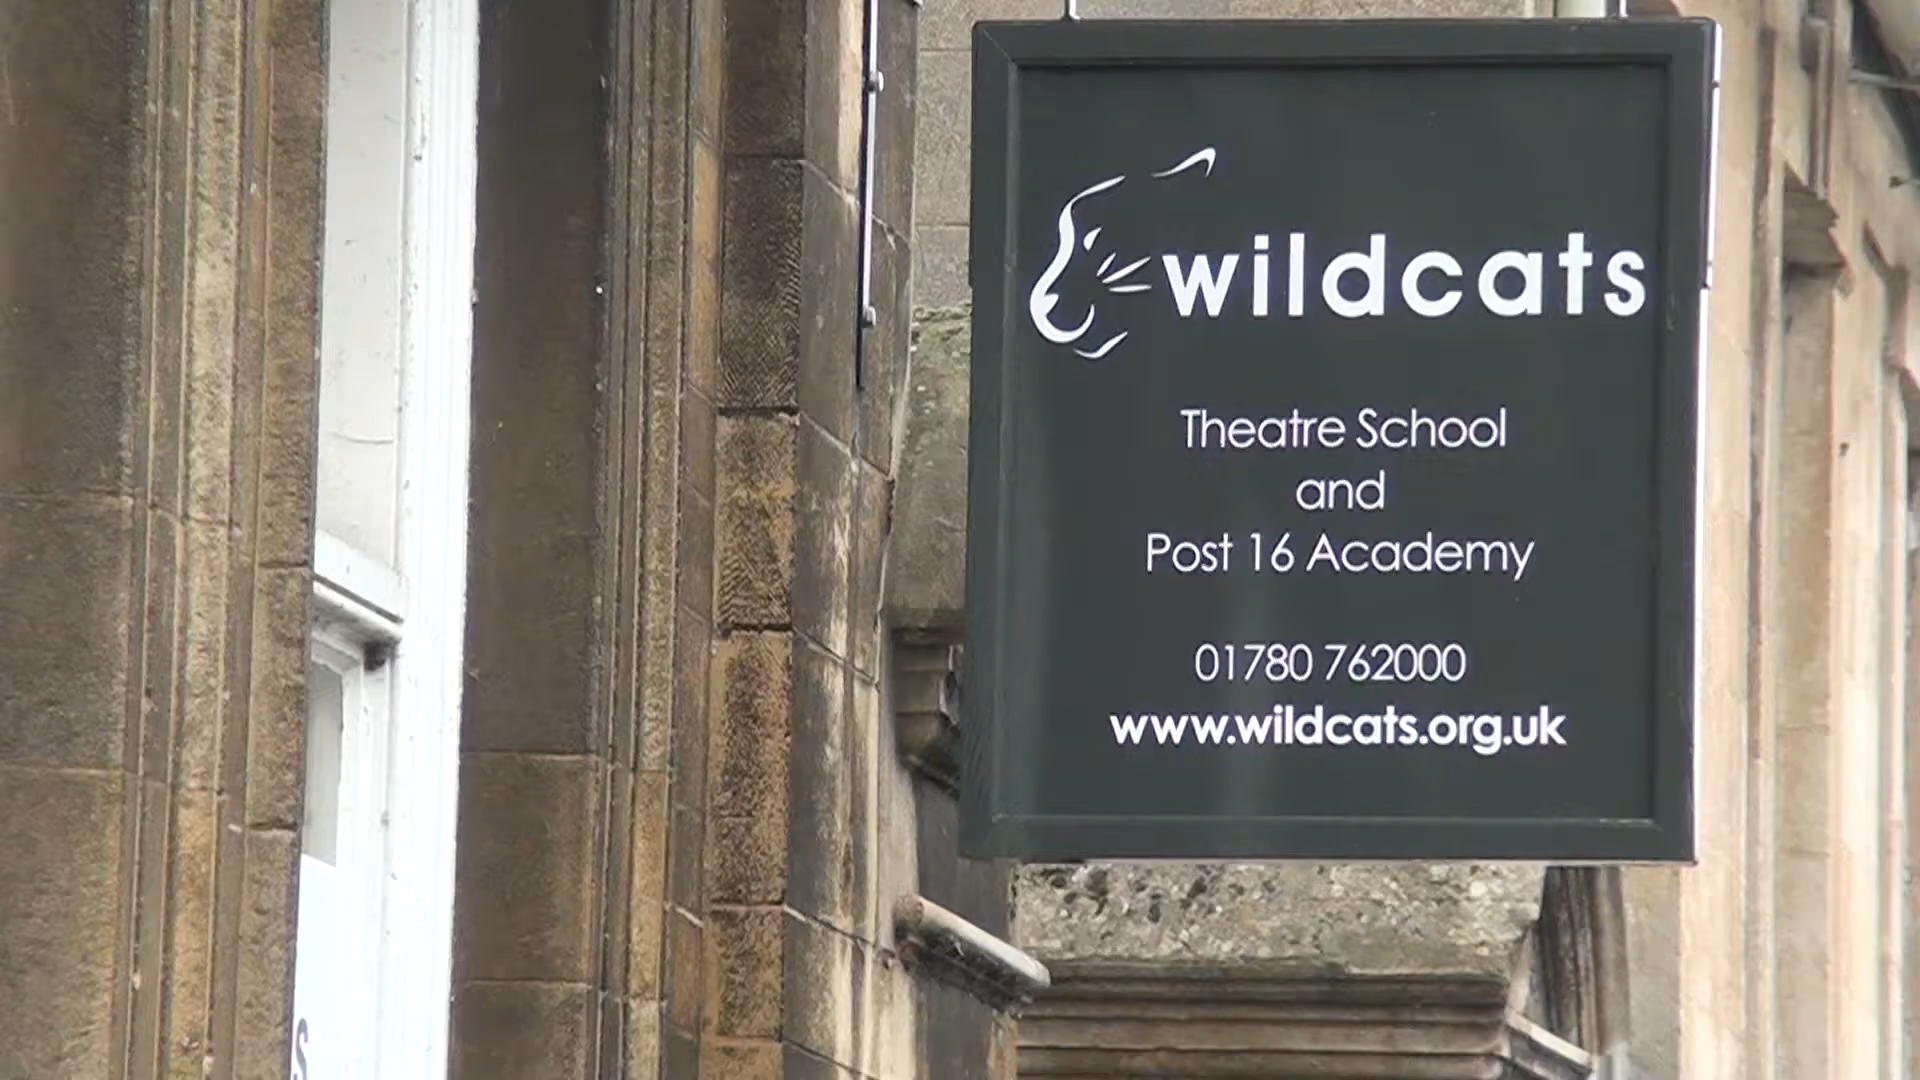 wildcats
Theatre School
and
Post 16 Academy
01780 762000
www.wildcats.org.uk
s